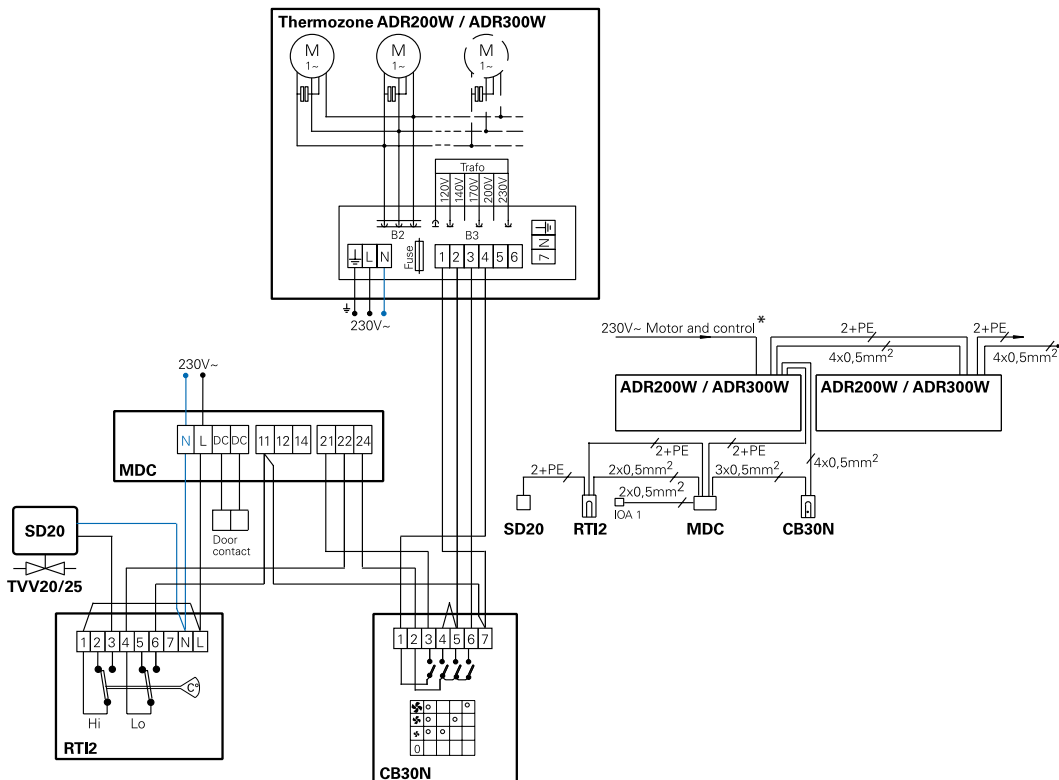 Thermozone ADR200W / ADR300W
M M M
1~ 1~ 1~
Trafo
120V 140V 170V 200V 230V
B2 B3
L N Fuse 1 2 3 4 5 6 7 N
230V~
230V~ Motor and control* 2+PE 2+PE
4x0,5mm² 4x0,5mm²
ADR200W / ADR300W ADR200W / ADR300W
230V~
N L DC DC 11 12 14 21 22 24
MDC
2+PE 2+PE
2+PE 2x0,5mm² 3x0,5mm² 4x0,5mm²
2x0,5mm²
IOA 1
SD20 RTI2 MDC CB30N
SD20
Door
contact
TVV20/25
1 2 3 4 5 6 7 N L
C°
Hi Lo
RTI2
1 2 3 4 5 6 7
0
CB30N